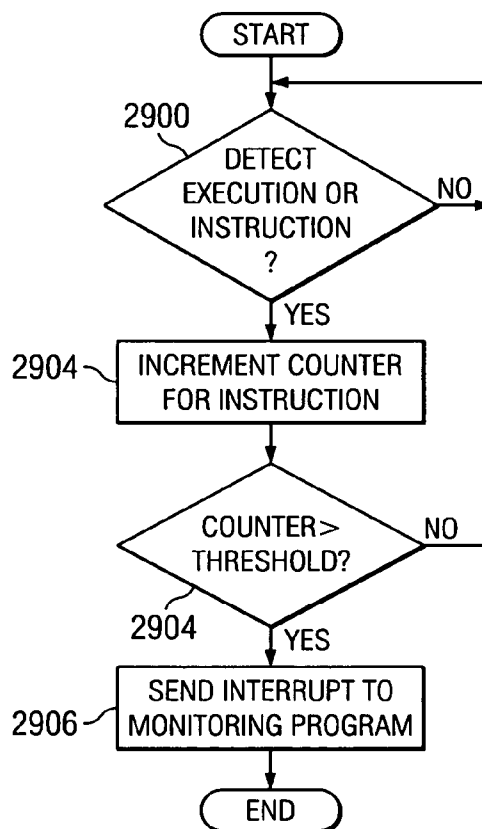 START
2900
DETECT
EXECUTION OR
INSTRUCTION
?
NO
YES
2904
INCREMENT COUNTER
FOR INSTRUCTION
COUNTER>
THRESHOLD?
NO
2904
YES
2906
SEND INTERRUPT TO
MONITORING PROGRAM
END